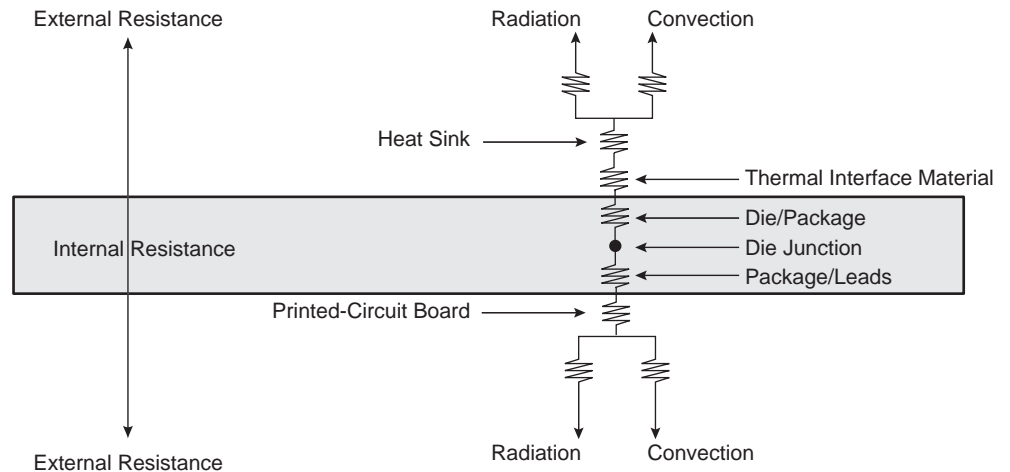 External Resistance
Radiation
Convection
Heat Sink
Thermal Interface Material
Die/Package
Internal Resistance
Die Junction
Package/Leads
Printed-Circuit Board
Radiation
Convection
External Resistance